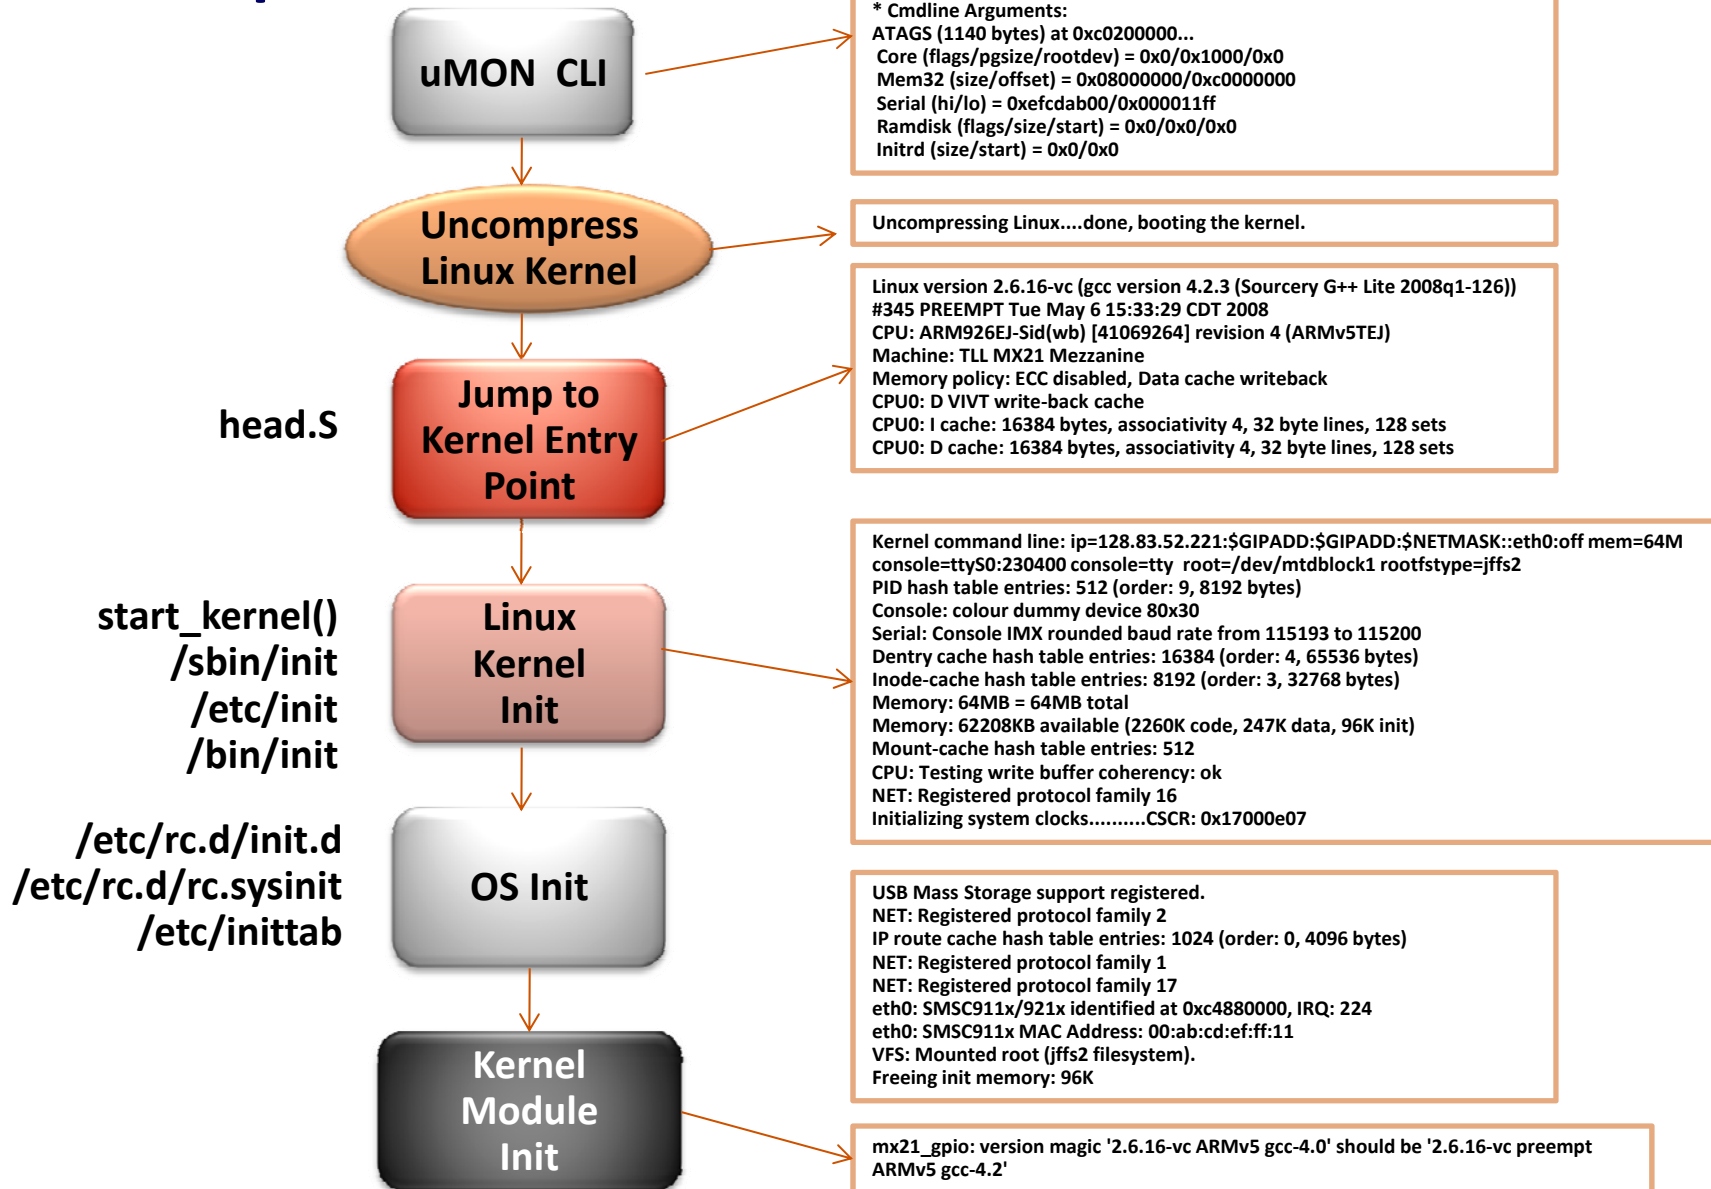 uMON CLI
* Cmdline Arguments:
ATAGS (1140 bytes) at 0xc0200000...
Core (flags/pgsize/rootdev) = 0x0/0x1000/0x0
Mem32 (size/offset) = 0x08000000/0xc0000000
Serial (hi/lo) = 0xefcdab00/0x000011ff
Ramdisk (flags/size/start) = 0x0/0x0/0x0
Initrd (size/start) = 0x0/0x0
Uncompress
Linux Kernel
Uncompressing Linux....done, booting the kernel.
head.S
Jump to
Kernel Entry
Point
Linux version 2.6.16-vc (gcc version 4.2.3 (Sourcery G++ Lite 2008q1-126))
#345 PREEMPT Tue May 6 15:33:29 CDT 2008
CPU: ARM926EJ-Sid(wb) [41069264] revision 4 (ARMv5TEJ)
Machine: TLL MX21 Mezzanine
Memory policy: ECC disabled, Data cache writeback
CPU0: D VIVT write-back cache
CPU0: I cache: 16384 bytes, associativity 4, 32 byte lines, 128 sets
CPU0: D cache: 16384 bytes, associativity 4, 32 byte lines, 128 sets
start_kernel()
/sbin/init
/etc/init
/bin/init
Linux
Kernel
Init
Kernel command line: ip=128.83.52.221:$GIPADD:$GIPADD:$NETMASK::eth0:off mem=64M
console=ttyS0:230400 console=tty root=/dev/mtdblock1 rootfstype=jffs2
PID hash table entries: 512 (order: 9, 8192 bytes)
Console: colour dummy device 80x30
Serial: Console IMX rounded baud rate from 115193 to 115200
Dentry cache hash table entries: 16384 (order: 4, 65536 bytes)
Inode-cache hash table entries: 8192 (order: 3, 32768 bytes)
Memory: 64MB = 64MB total
Memory: 62208KB available (2260K code, 247K data, 96K init)
Mount-cache hash table entries: 512
CPU: Testing write buffer coherency: ok
NET: Registered protocol family 16
Initializing system clocks..........CSCR: 0x17000e07
/etc/rc.d/init.d
/etc/rc.d/rc.sysinit
/etc/inittab
OS Init
USB Mass Storage support registered.
NET: Registered protocol family 2
IP route cache hash table entries: 1024 (order: 0, 4096 bytes)
NET: Registered protocol family 1
NET: Registered protocol family 17
eth0: SMSC911x/921x identified at 0xc4880000, IRQ: 224
eth0: SMSC911x MAC Address: 00:ab:cd:ef:ff:11
VFS: Mounted root (jffs2 filesystem).
Freeing init memory: 96K
Kernel
Module
Init
mx21_gpio: version magic '2.6.16-vc ARMv5 gcc-4.0' should be '2.6.16-vc preempt
ARMv5 gcc-4.2'